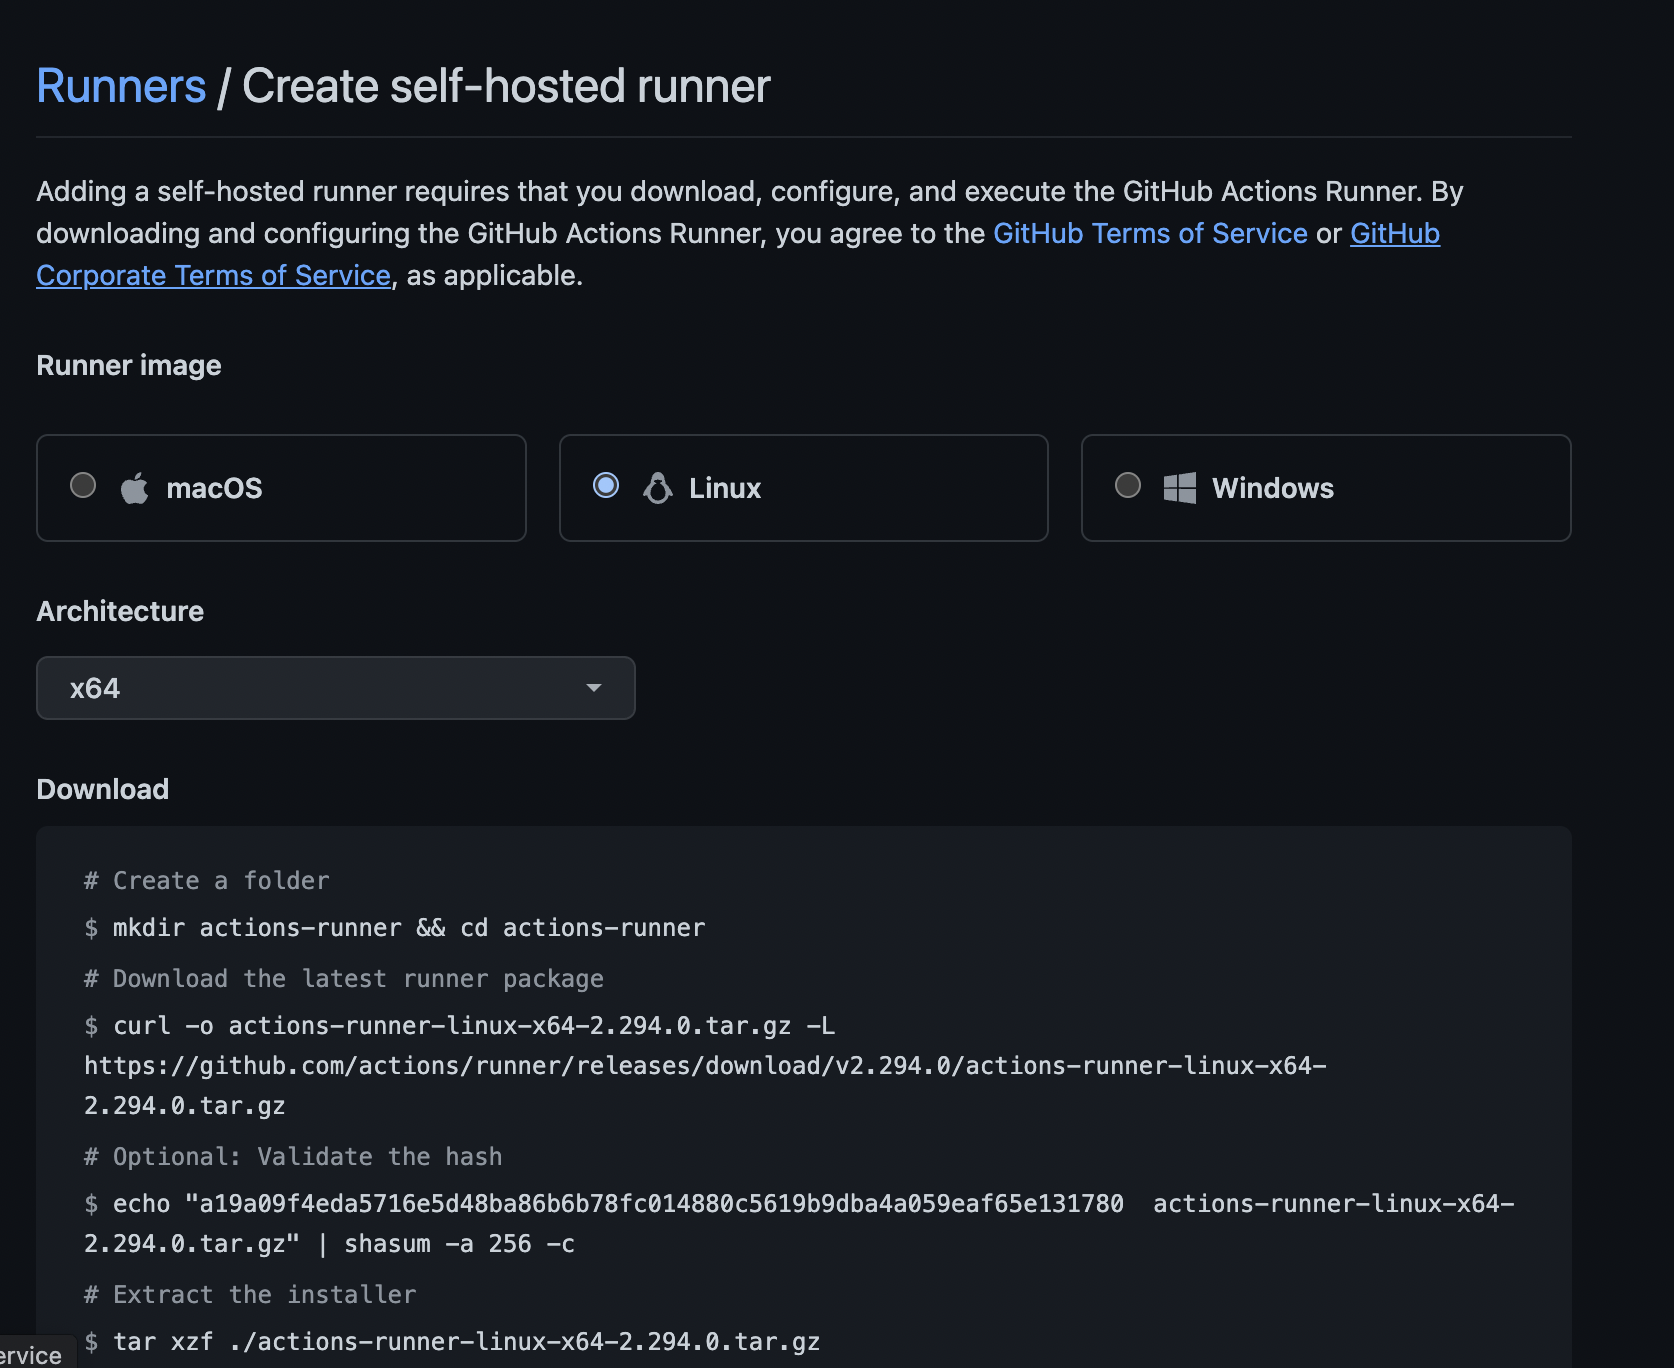 Runners / Create self-hosted runner
Adding a self-hosted runner requires that you download, configure, and execute the GitHub Actions Runner. By
downloading and configuring the GitHub Actions Runner, you agree to the GitHub Terms of Service or GitHub
Corporate Terms of Service, as applicable.
Runner image
macOS
Linux
Windows
Architecture
x64
Download
# Create a folder
$ mkdir actions-runner && cd actions-runner
# Download the latest runner package
$ curl -o actions-runner-linux-x64-2.294.0.tar.gz -L
https://github.com/actions/runner/releases/download/v2.294.0/actions-runner-linux-x64-
2.294.0.tar.gz
# Optional: Validate the hash
$ echo "a19a09f4eda5716e5d48ba86b6b78fc014880c5619b9dba4a059eaf65e131780  actions-runner-linux-x64-
2.294.0.tar.gz" | shasum -a 256 -c
# Extract the installer
$ tar xzf ./actions-runner-linux-x64-2.294.0.tar.gz
ervice